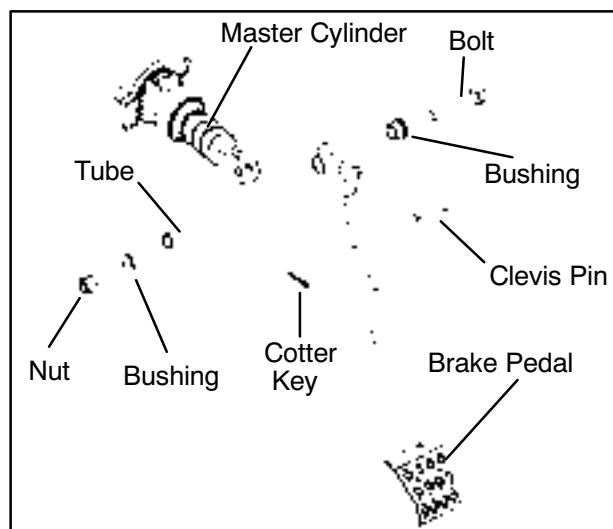 Master Cylinder
Bolt
Tube
Bushing
Clevis Pin
Nut
Bushing
Cotter
Key
Brake Pedal